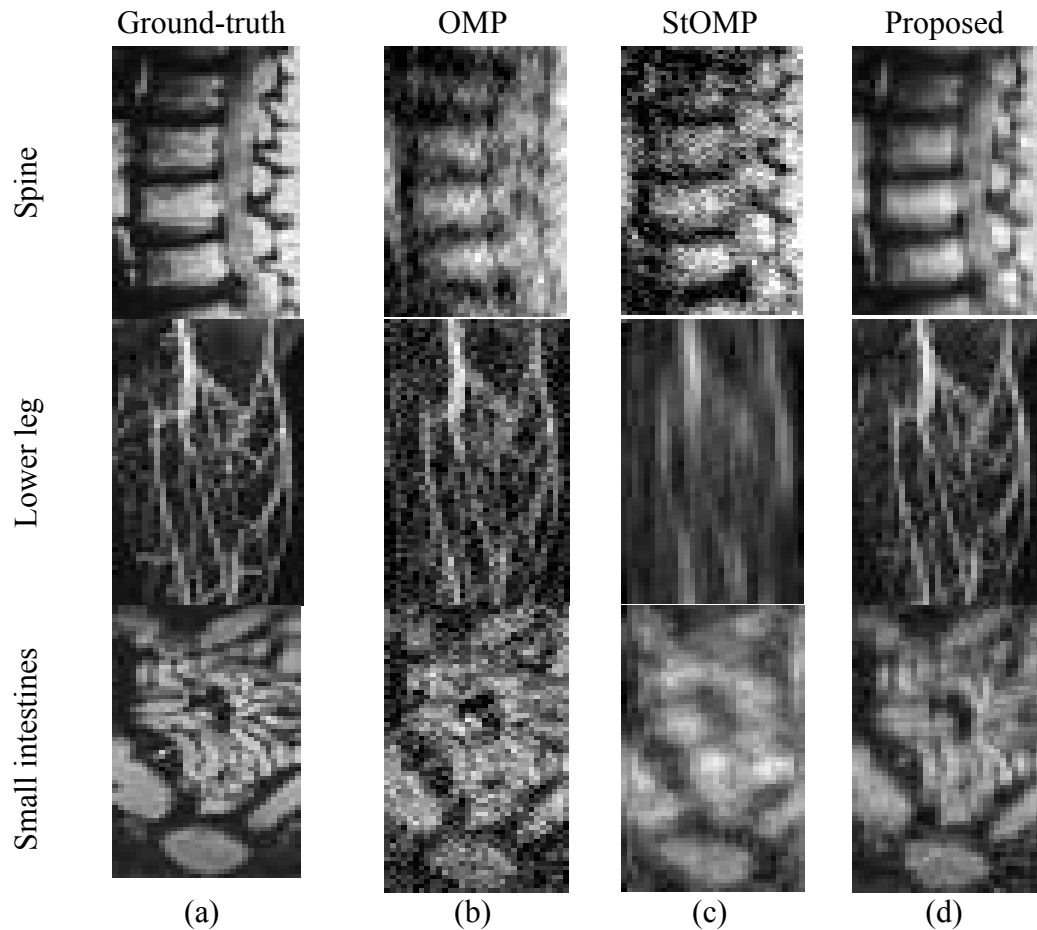 Ground-truth OMP StOMP Proposed
Spine
Lower leg
Small intestines
(a) (b) (c) (d)